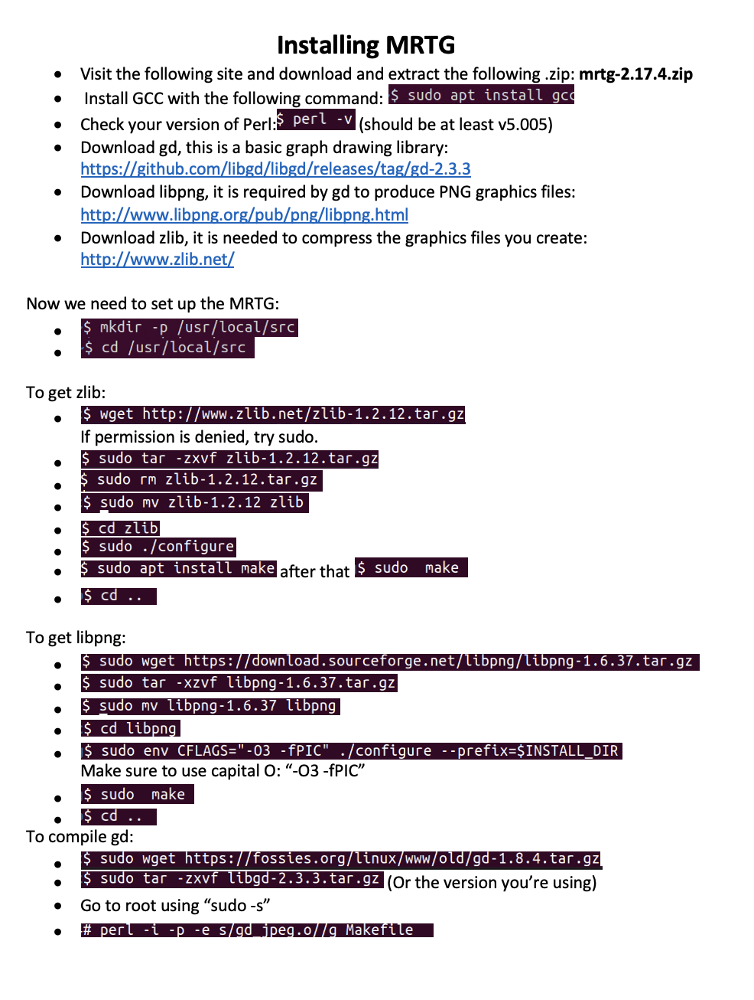 Installing MRTG
• Visit the following site and download and extract the following .zip: mrtg-2.17.4.zip
• Install GCC with the following command: $ sudo apt install gcc
• Check your version of Perl:$ perl -v (should be at least v5.005)
• Download gd, this is a basic graph drawing library:
https://github.com/libgd/libgd/releases/tag/gd-2.3.3
• Download libpng, it is required by gd to produce PNG graphics files:
http://www.libpng.org/pub/png/libpng.html
• Download zlib, it is needed to compress the graphics files you create:
http://www.zlib.net/
Now we need to set up the MRTG:
• $ mkdir -p /usr/local/src
• $ cd /usr/local/src
To get zlib:
• $ wget http://www.zlib.net/zlib-1.2.12.tar.gz
If permission is denied, try sudo.
• $ sudo tar -zxvf zlib-1.2.12.tar.gz
• $ sudo rm zlib-1.2.12.tar.gz
• $ sudo mv zlib-1.2.12 zlib
• $ cd zlib
• $ sudo ./configure
• $ sudo apt install make after that $ sudo  make
• $ cd ..
To get libpng:
• $ sudo wget https://download.sourceforge.net/libpng/libpng-1.6.37.tar.gz
• $ sudo tar -xzvf libpng-1.6.37.tar.gz
• $ sudo mv libpng-1.6.37 libpng
• $ cd libpng
• $ sudo env CFLAGS="-O3 -fPIC" ./configure --prefix=$INSTALL_DIR
Make sure to use capital O: “-O3 -fPIC”
• $ sudo  make
• $ cd ..
To compile gd:
• $ sudo wget https://fossies.org/linux/www/old/gd-1.8.4.tar.gz
• $ sudo tar -zxvf libgd-2.3.3.tar.gz (Or the version you’re using)
• Go to root using “sudo -s”
• # perl -i -p -e s/gd_jpeg.o//g Makefile